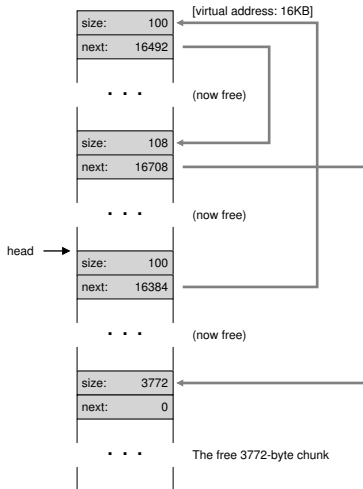 [virtual address: 16KB]
size: 100
next: 16492
. . . (now free)
size: 108
next: 16708
. . . (now free)
head
size: 100
next: 16384
. . . (now free)
size: 3772
next: 0
. . . The free 3772-byte chunk